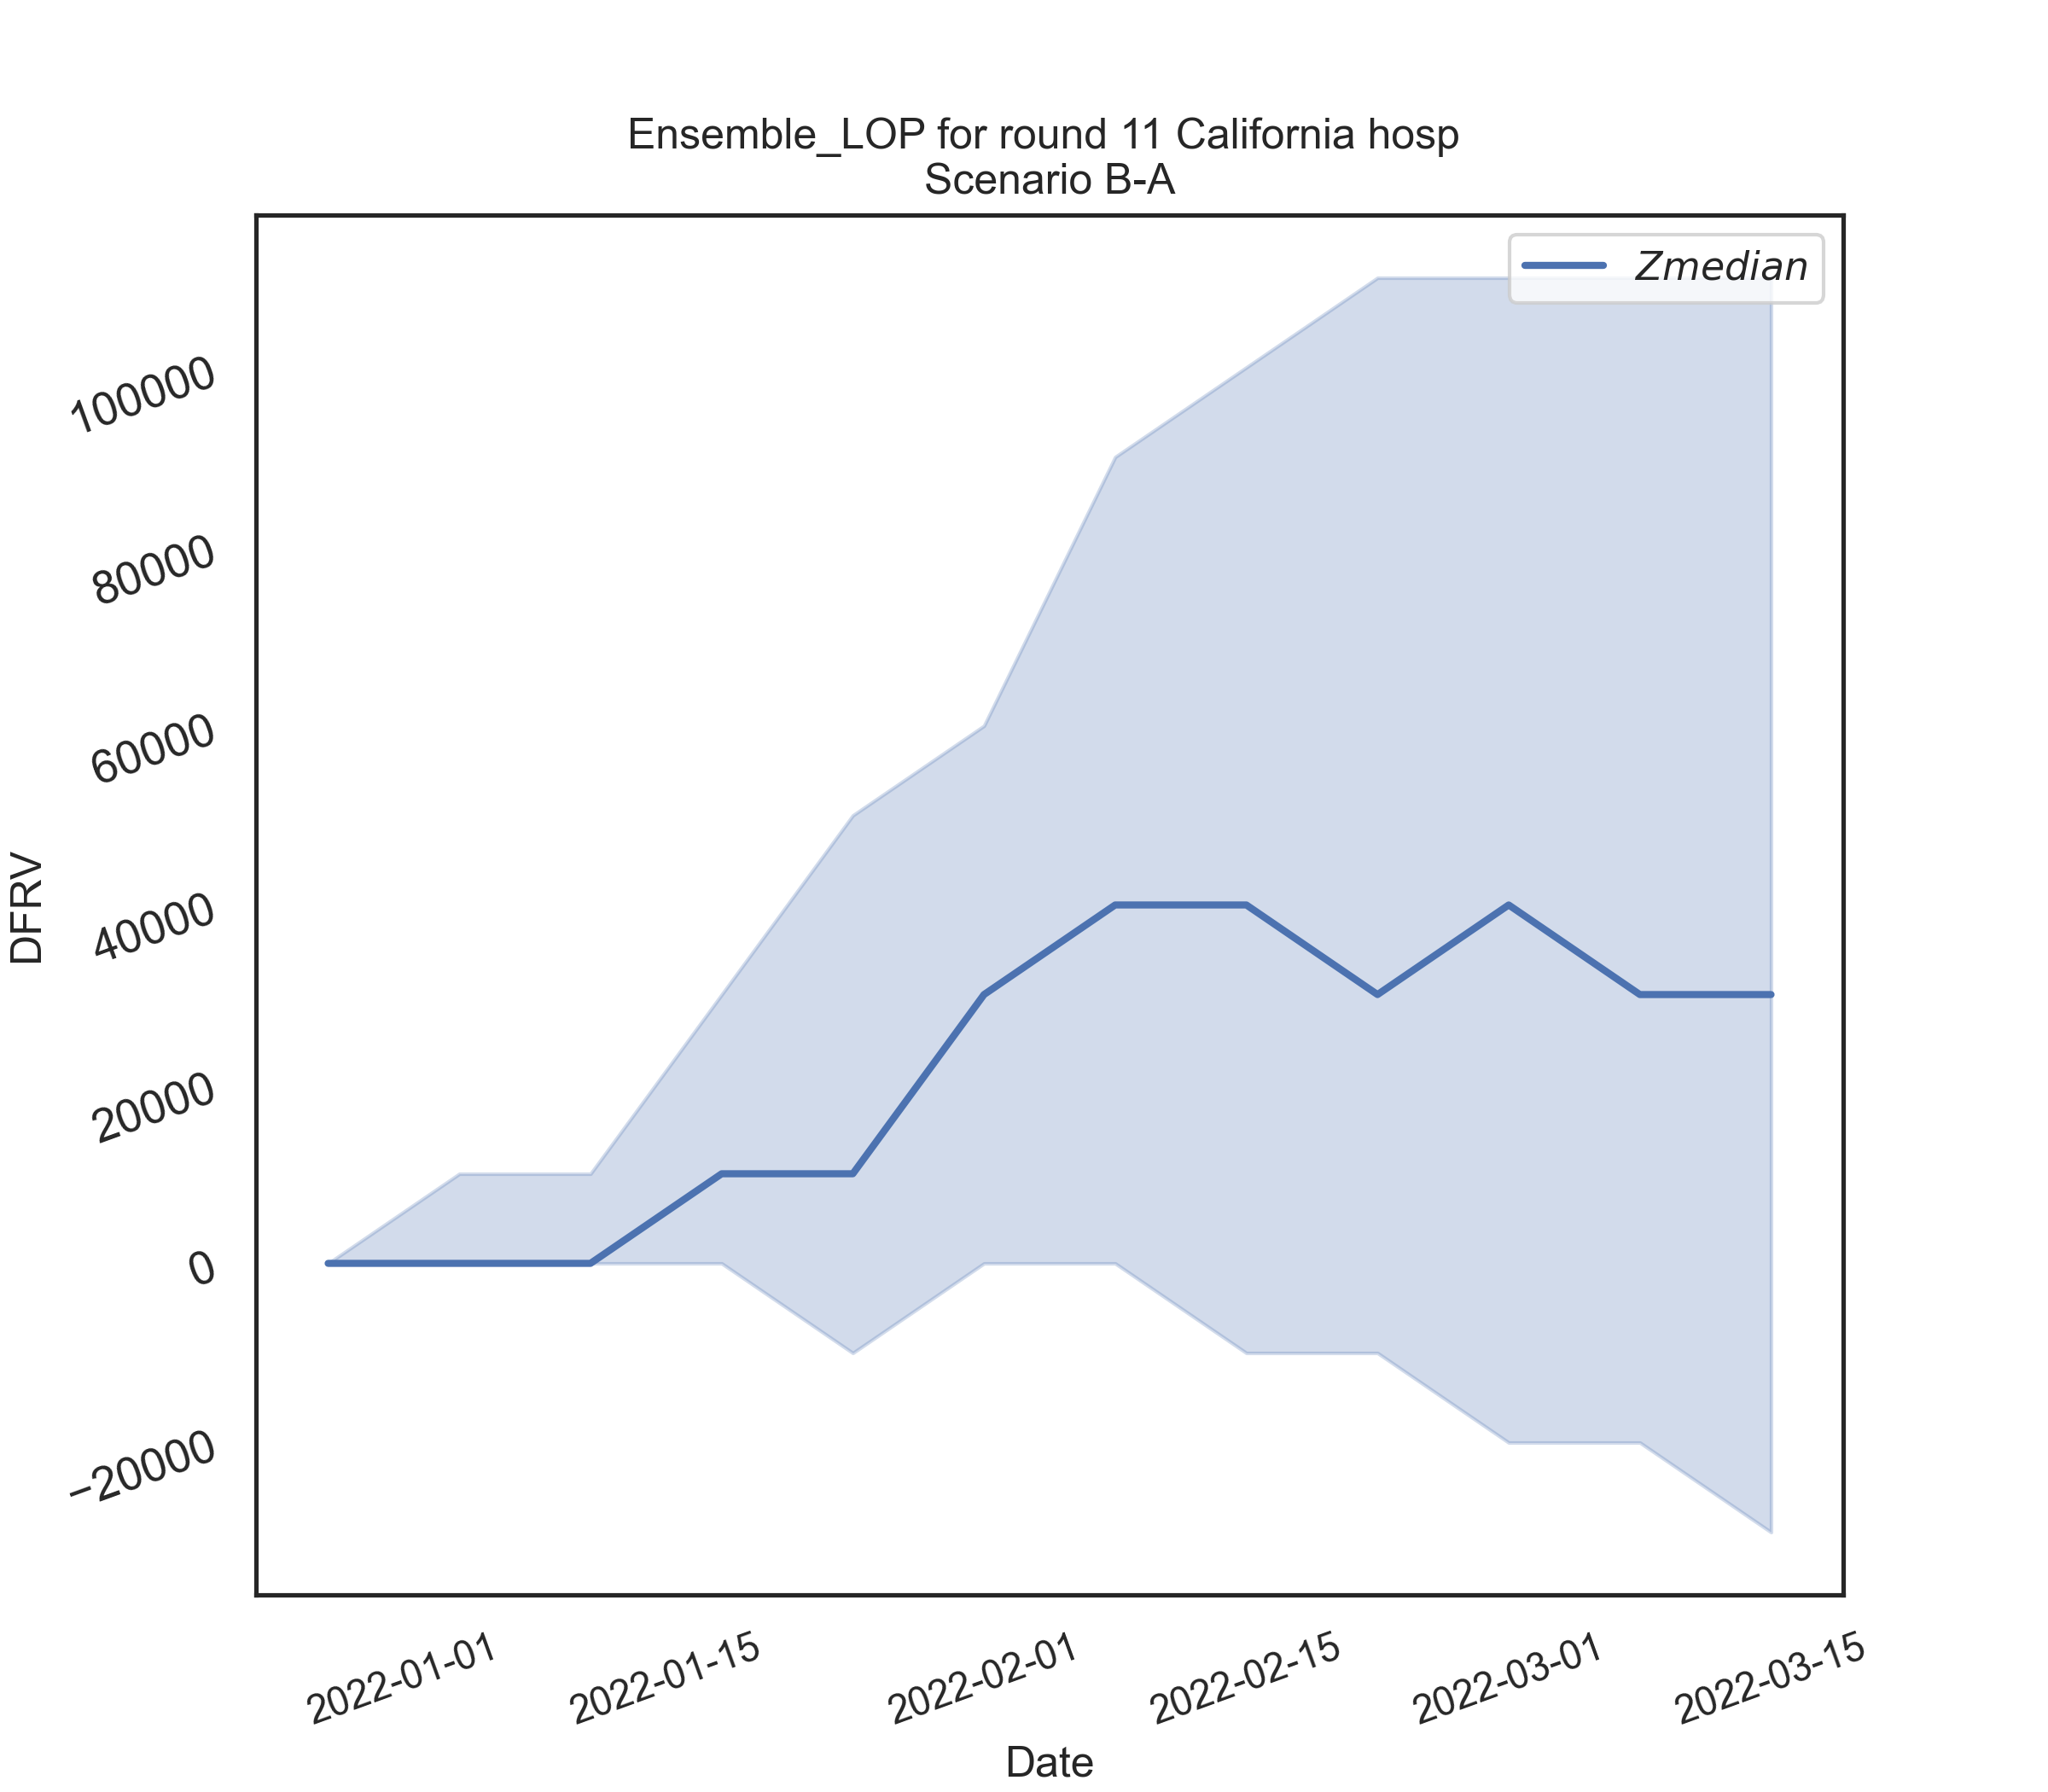 Ensemble_LOP for round 11 California hosp
Scenario B-A
Zmedian
DFRV
100000
80000
60000
40000
20000
0
−20000
2022-01-01
2022-01-15
2022-02-01
2022-02-15
2022-03-01
2022-03-15
Date